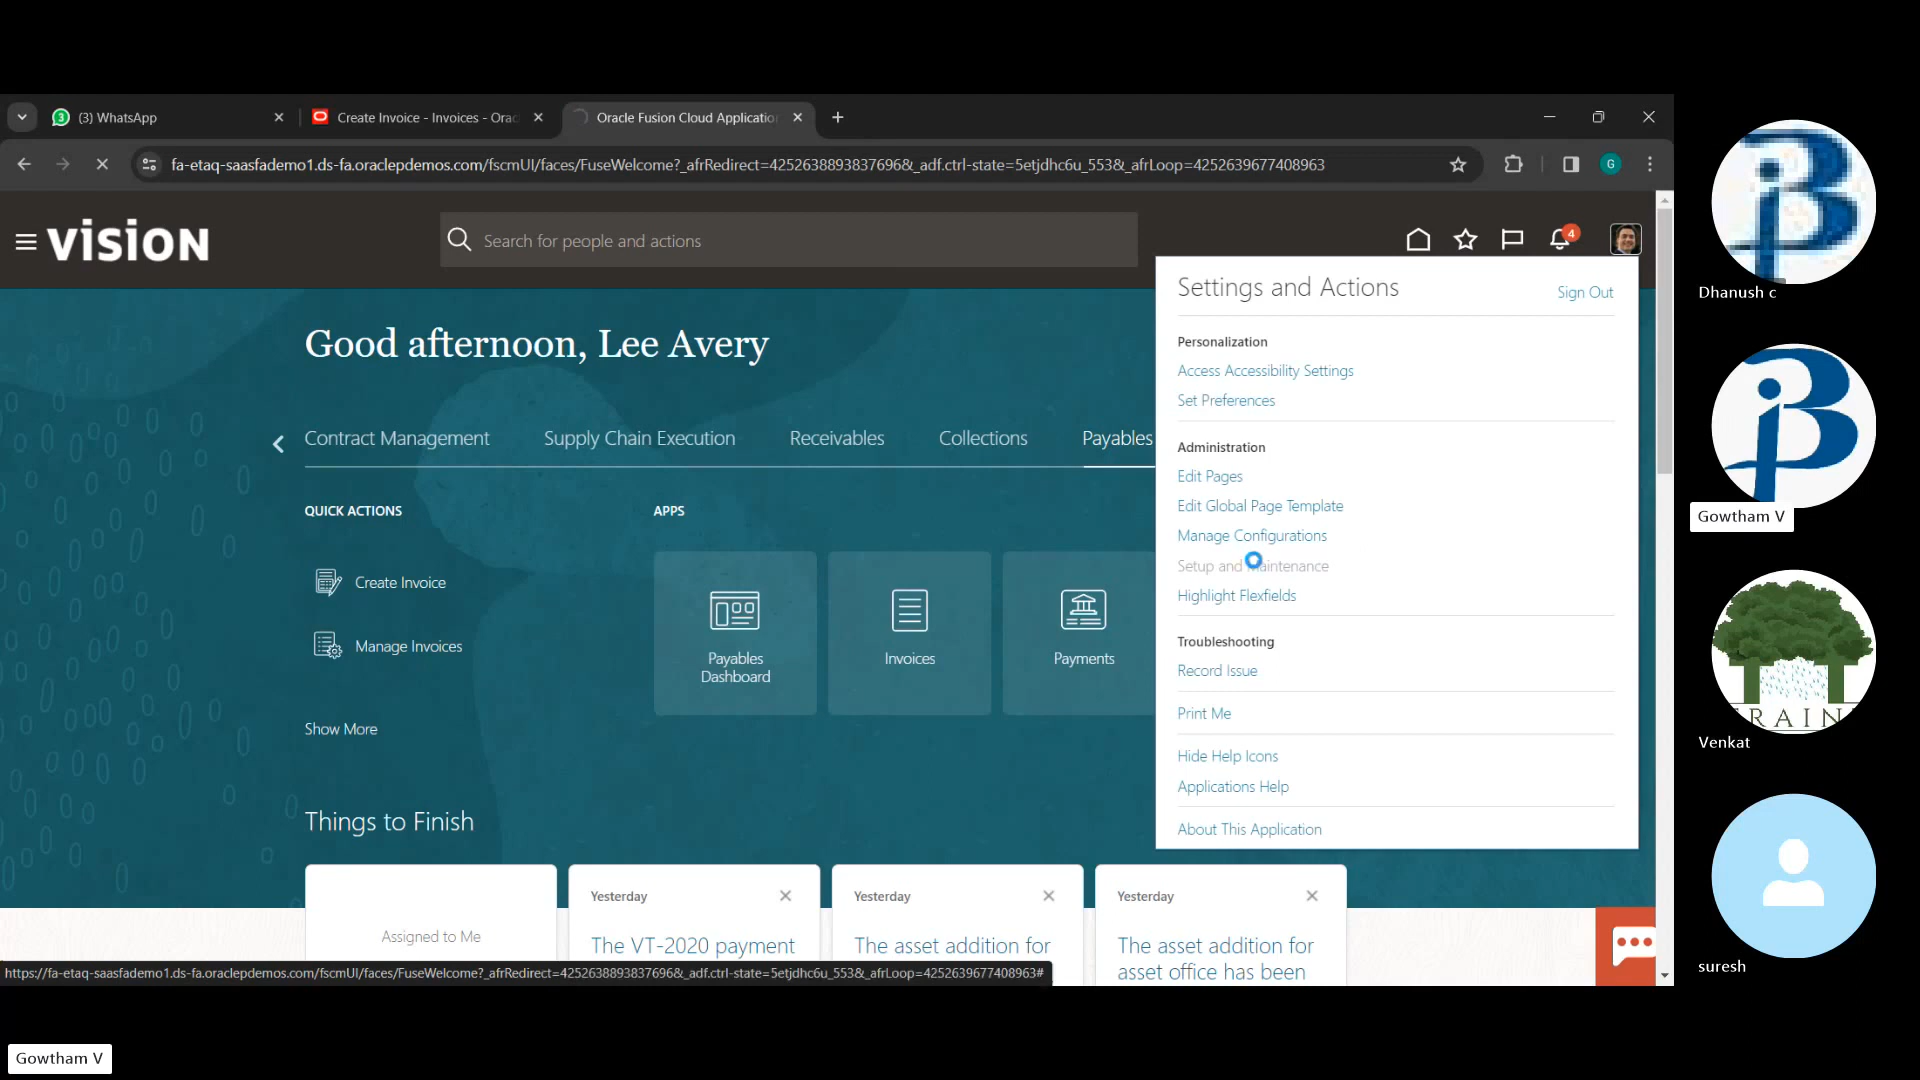 3 (3) WhatsApp
Create Invoice - Invoices - Orac
Oracle Fusion Cloud Applicatio
fa-etaq-saasfademo1.ds-fa.oraclepdemos.com/fscmUI/faces/FuseWelcome?_afrRedirect=4252638893837696&_adf.ctrl-state=5etjdhc6u_553&_afrLoop=4252639677408963
G
VISION
Search for people and actions
4
Settings and Actions
Sign Out
Personalization
Access Accessibility Settings
Set Preferences
Administration
Edit Pages
Edit Global Page Template
Manage Configurations
Setup and Maintenance
Highlight Flexfields
Troubleshooting
Record Issue
Print Me
Hide Help Icons
Applications Help
About This Application
Good afternoon, Lee Avery
Contract Management
Supply Chain Execution
Receivables
Collections
Payables
QUICK ACTIONS
APPS
Create Invoice
Manage Invoices
Show More
Payables
Dashboard
Invoices
Payments
Things to Finish
Assigned to Me
Yesterday
The VT-2020 payment
Yesterday
The asset addition for
Yesterday
The asset addition for
asset office has been
https://fa-etaq-saasfademo1.ds-fa.oraclepdemos.com/fscmUI/faces/FuseWelcome?_afrRedirect=4252638893837696&_adf.ctrl-state=5etjdhc6u_553&_afrLoop=4252639677408963#
Dhanush c
Gowtham V
RAIN
Venkat
suresh
Gowtham V